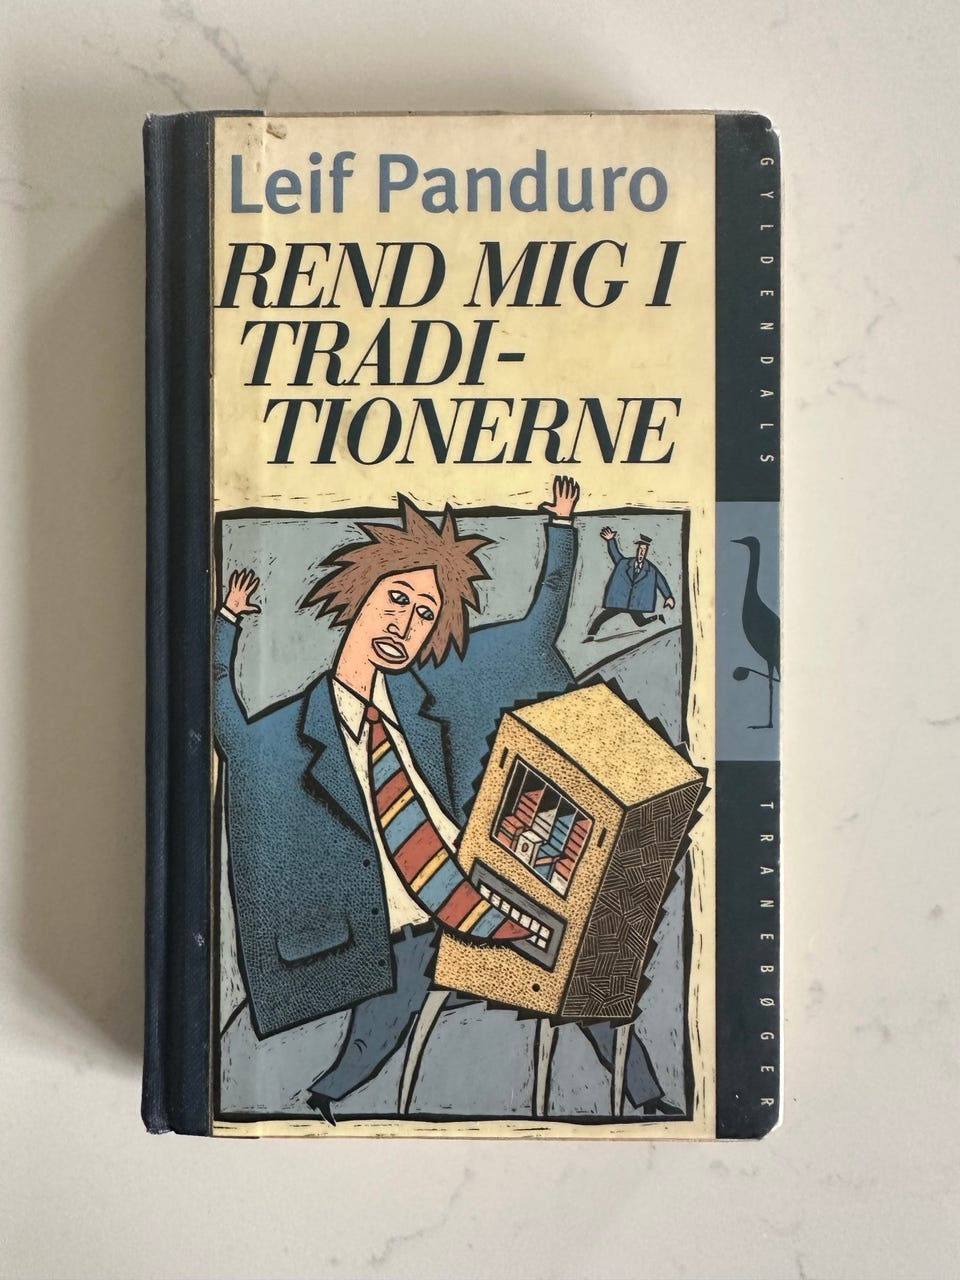 Leif Panduro
REND MIG I
TRADI-
TIONERNE
GYLDENDALS
TRANEBØGER